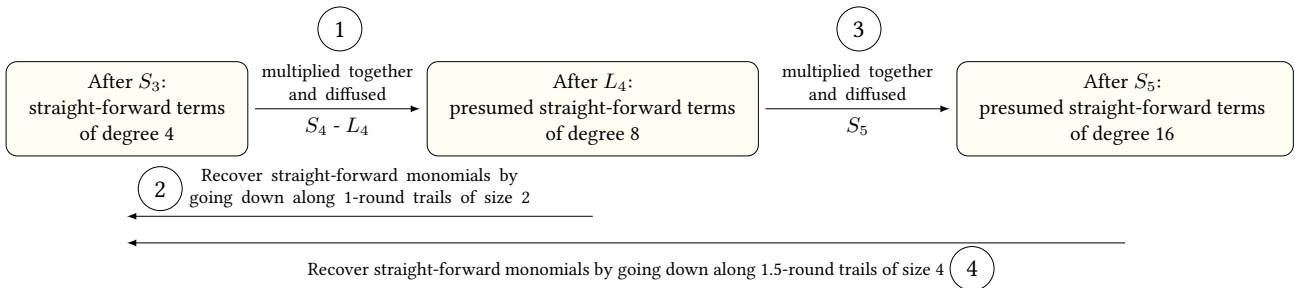 1
3
After S₃:
straight-forward terms
of degree 4
multiplied together
and diffused
S₄ - L₄
After L₄:
presumed straight-forward terms
of degree 8
multiplied together
and diffused
S₅
After S₅:
presumed straight-forward terms
of degree 16
2
Recover straight-forward monomials by
going down along 1-round trails of size 2
Recover straight-forward monomials by going down along 1.5-round trails of size 4
4